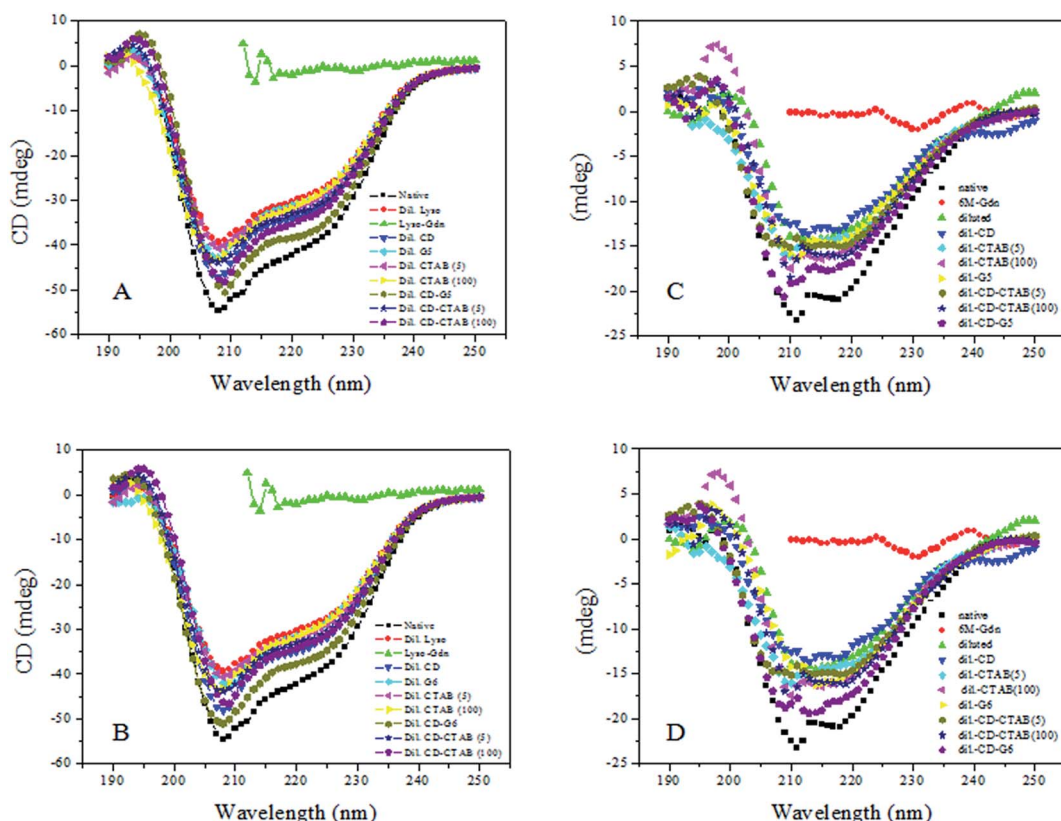 A
CD (mdeg)
10
0
-10
-20
-30
-40
-50
-60
190 200 210 220 230 240 250
Wavelength (nm)
Native
Dil. Lyso
Lyso-Gdn
Dil. CD
Dil. G5
Dil. CTAB (5)
Dil. CTAB (100)
Dil. CD-G5
Dil. CD-CTAB (5)
Dil. CD-CTAB (100)
C
(mdeg)
10
5
0
-5
-10
-15
-20
-25
190 200 210 220 230 240 250
Wavelength (nm)
native
6M-Gdn
diluted
dil-CD
dil-CTAB(5)
dil-CTAB(100)
dil-G5
dil-CD-CTAB(5)
dil-CD-CTAB(100)
dil-CD-G5
B
CD (mdeg)
10
0
-10
-20
-30
-40
-50
-60
190 200 210 220 230 240 250
Wavelength (nm)
Native
Dil. Lyso
Lyso-Gdn
Dil. CD
Dil. G6
Dil. CTAB (5)
Dil. CTAB (100)
Dil. CD-G6
Dil. CD-CTAB (5)
Dil. CD-CTAB (100)
D
(mdeg)
10
5
0
-5
-10
-15
-20
-25
190 200 210 220 230 240 250
Wavelength (nm)
native
6M-Gdn
diluted
dil-CD
dil-CTAB(5)
dil-CTAB(100)
dil-G6
dil-CD-CTAB(5)
dil-CD-CTAB(100)
dil-CD-G6